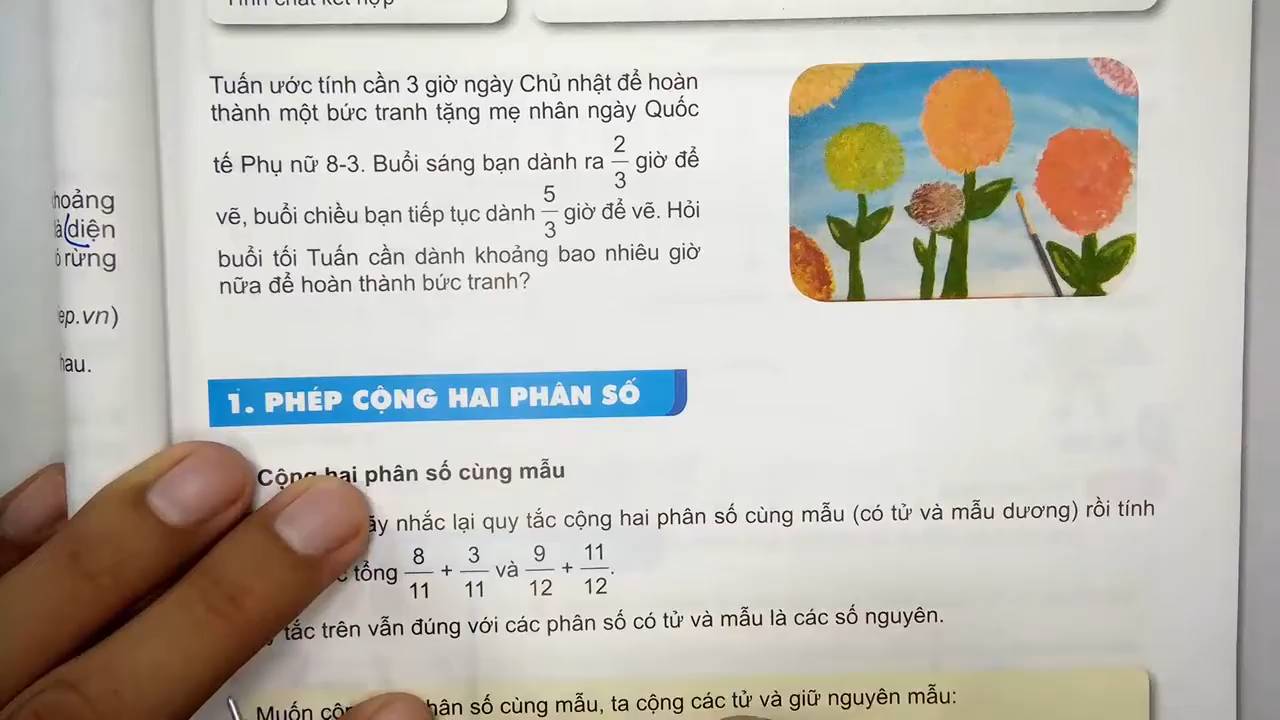 Tuấn ước tính cần 3 giờ ngày Chủ nhật để hoàn
thành một bức tranh tặng mẹ nhân ngày Quốc
tế Phụ nữ 8-3. Buổi sáng bạn dành ra 2/3 giờ để
vẽ, buổi chiều bạn tiếp tục dành 5/3 giờ để vẽ. Hỏi
buổi tối Tuấn cần dành khoảng bao nhiêu giờ
nữa để hoàn thành bức tranh?
diện
rừng
ep.vn)
1. PHÉP CỘNG HAI PHÂN SỐ
Cộng hai phân số cùng mẫu
nhắc lại quy tắc cộng hai phân số cùng mẫu (có tử và mẫu dương) rồi tính
tổng 8/11 + 3/11 và 9/12 + 11/12.
tắc trên vẫn đúng với các phân số có tử và mẫu là các số nguyên.
Muốn phân số cùng mẫu, ta cộng các tử và giữ nguyên mẫu: